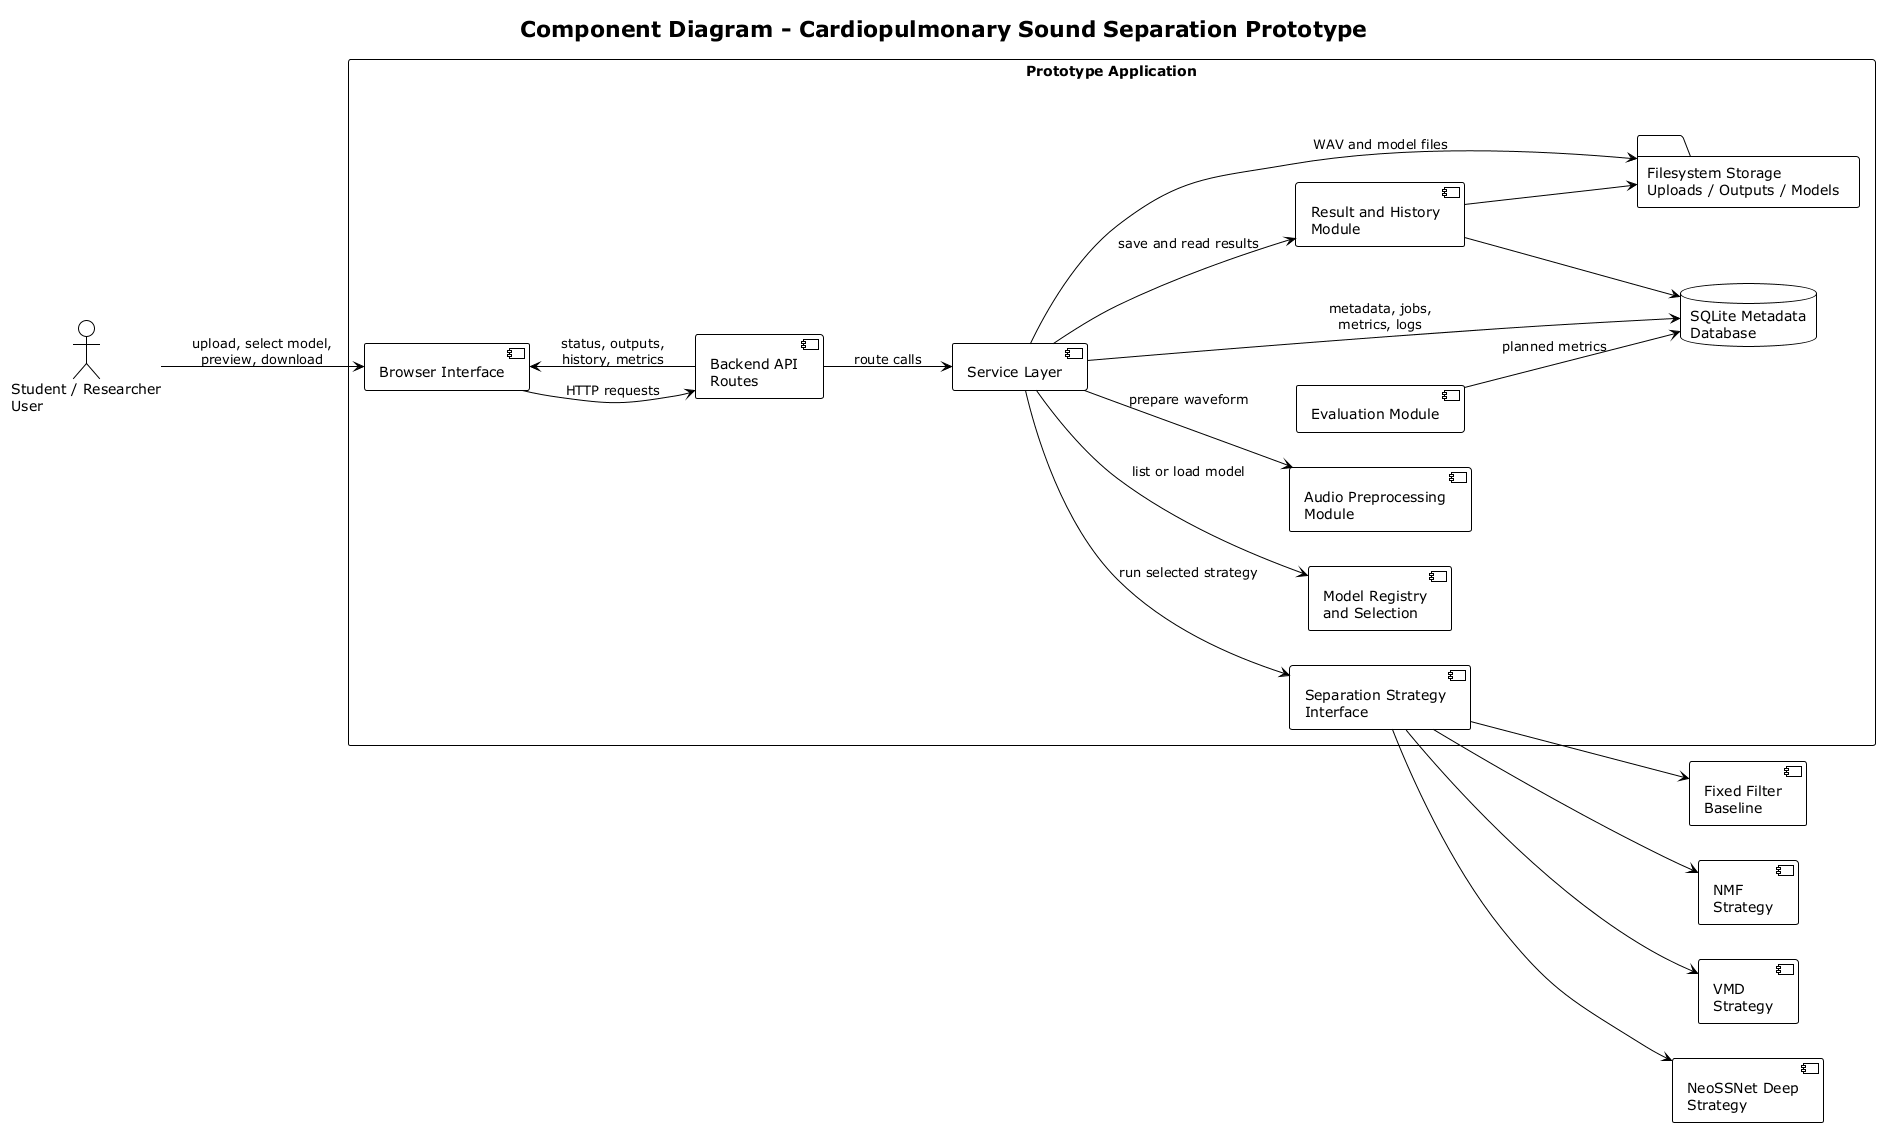 Component Diagram - Cardiopulmonary Sound Separation Prototype
Prototype Application
WAV and model files
Filesystem Storage
Uploads / Outputs / Models
Result and History
Module
save and read results
metadata, jobs,
metrics, logs
SQLite Metadata
Database
planned metrics
Student / Researcher
User
upload, select model,
preview, download
Browser Interface
status, outputs,
history, metrics
HTTP requests
Backend API
Routes
route calls
Service Layer
prepare waveform
Evaluation Module
list or load model
Audio Preprocessing
Module
run selected strategy
Model Registry
and Selection
Separation Strategy
Interface
Fixed Filter
Baseline
NMF
Strategy
VMD
Strategy
NeoSSNet Deep
Strategy